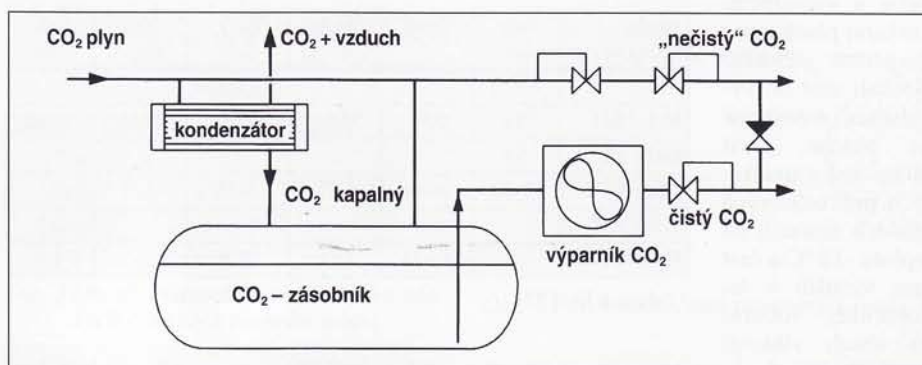 CO₂ plyn
CO₂ + vzduch
„nečistý“ CO₂
kondenzátor
CO₂ kapalný
čistý CO₂
výparník CO₂
CO₂ – zásobník